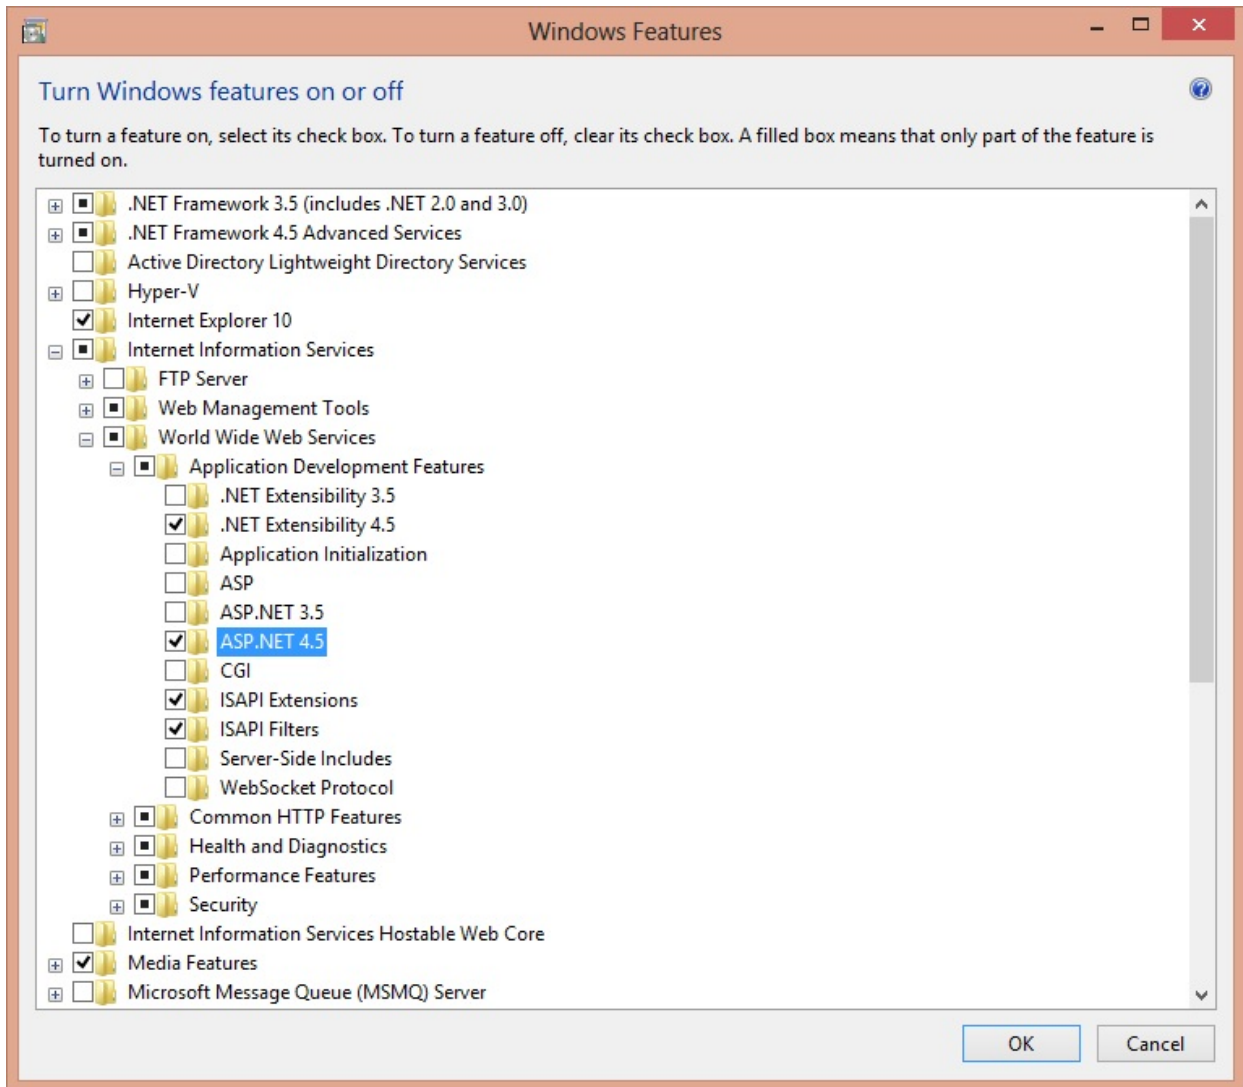 Windows Features
Turn Windows features on or off
To turn a feature on, select its check box. To turn a feature off, clear its check box. A filled box means that only part of the feature is
turned on.
.NET Framework 3.5 (includes .NET 2.0 and 3.0)
.NET Framework 4.5 Advanced Services
Active Directory Lightweight Directory Services
Hyper-V
Internet Explorer 10
Internet Information Services
FTP Server
Web Management Tools
World Wide Web Services
Application Development Features
.NET Extensibility 3.5
.NET Extensibility 4.5
Application Initialization
ASP
ASP.NET 3.5
ASP.NET 4.5
CGI
ISAPI Extensions
ISAPI Filters
Server-Side Includes
WebSocket Protocol
Common HTTP Features
Health and Diagnostics
Performance Features
Security
Internet Information Services Hostable Web Core
Media Features
Microsoft Message Queue (MSMQ) Server
OK Cancel